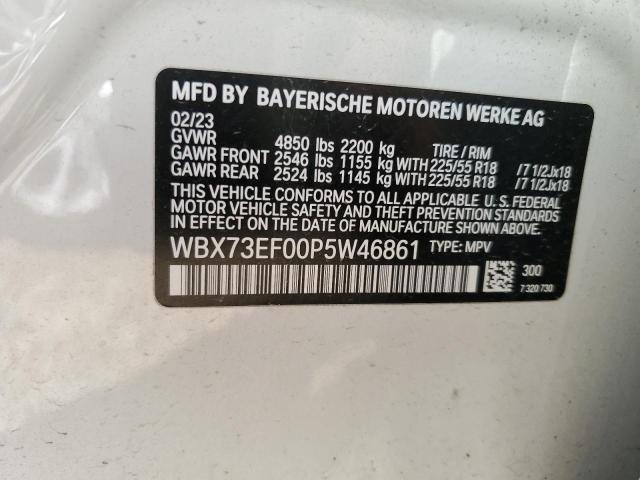 MFD BY BAYERISCHE MOTOREN WERKE AG
02/23
GVWR 4850 lbs 2200 kg TIRE / RIM
GAWR FRONT 2546 lbs 1155 kg WITH 225/55 R18 /7 1/2Jx18
GAWR REAR 2524 lbs 1145 kg WITH 225/55 R18 /7 1/2Jx18
THIS VEHICLE CONFORMS TO ALL APPLICABLE U. S. FEDERAL
MOTOR VEHICLE SAFETY AND THEFT PREVENTION STANDARDS
IN EFFECT ON THE DATE OF MANUFACTURE SHOWN ABOVE.
WBX73EF00P5W46861 TYPE: MPV
300
7 320 730